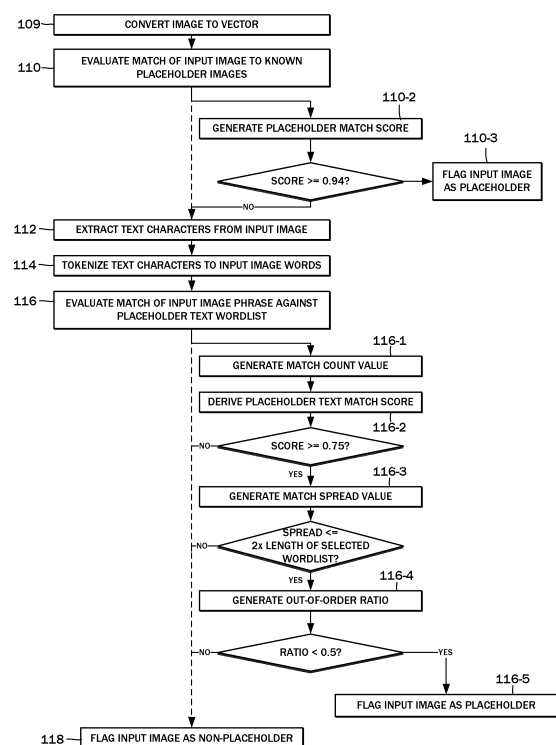 109
CONVERT IMAGE TO VECTOR
110
EVALUATE MATCH OF INPUT IMAGE TO KNOWN
PLACEHOLDER IMAGES
110-2
GENERATE PLACEHOLDER MATCH SCORE
110-3
SCORE >= 0.94?
FLAG INPUT IMAGE
AS PLACEHOLDER
NO
112
EXTRACT TEXT CHARACTERS FROM INPUT IMAGE
114
TOKENIZE TEXT CHARACTERS TO INPUT IMAGE WORDS
116
EVALUATE MATCH OF INPUT IMAGE PHRASE AGAINST
PLACEHOLDER TEXT WORDLIST
116-1
GENERATE MATCH COUNT VALUE
DERIVE PLACEHOLDER TEXT MATCH SCORE
116-2
NO
SCORE >= 0.75?
YES
116-3
GENERATE MATCH SPREAD VALUE
NO
SPREAD <=
2x LENGTH OF SELECTED
WORDLIST?
YES
116-4
GENERATE OUT-OF-ORDER RATIO
NO
RATIO < 0.5?
YES
116-5
FLAG INPUT IMAGE AS PLACEHOLDER
118
FLAG INPUT IMAGE AS NON-PLACEHOLDER